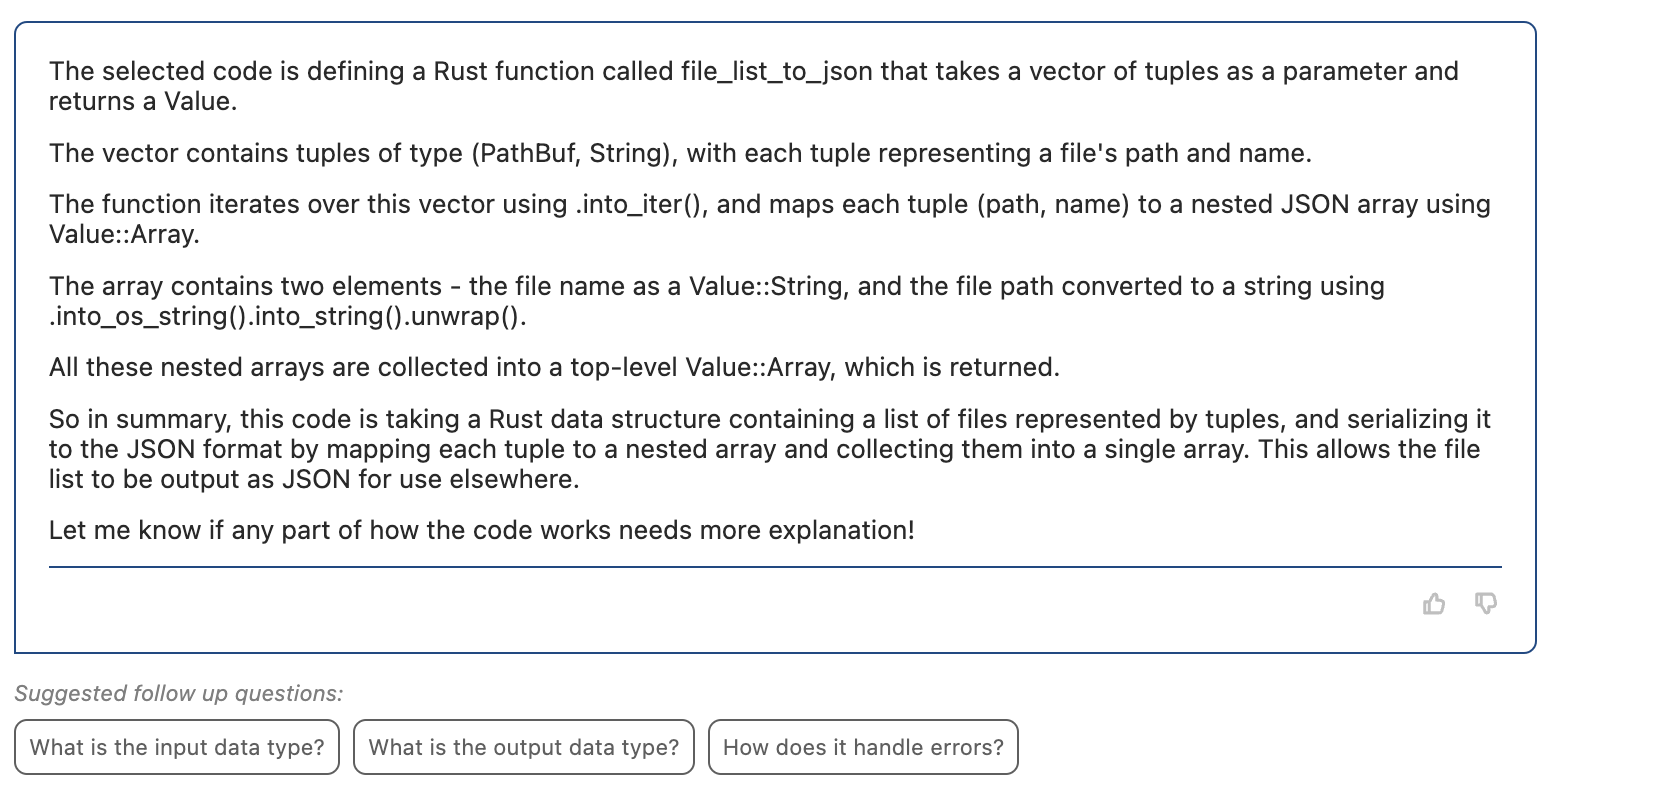 The selected code is defining a Rust function called file_list_to_json that takes a vector of tuples as a parameter and
returns a Value.
The vector contains tuples of type (PathBuf, String), with each tuple representing a file's path and name.
The function iterates over this vector using .into_iter(), and maps each tuple (path, name) to a nested JSON array using
Value::Array.
The array contains two elements - the file name as a Value::String, and the file path converted to a string using
.into_os_string().into_string().unwrap().
All these nested arrays are collected into a top-level Value::Array, which is returned.
So in summary, this code is taking a Rust data structure containing a list of files represented by tuples, and serializing it
to the JSON format by mapping each tuple to a nested array and collecting them into a single array. This allows the file
list to be output as JSON for use elsewhere.
Let me know if any part of how the code works needs more explanation!
Suggested follow up questions:
What is the input data type?
What is the output data type?
How does it handle errors?